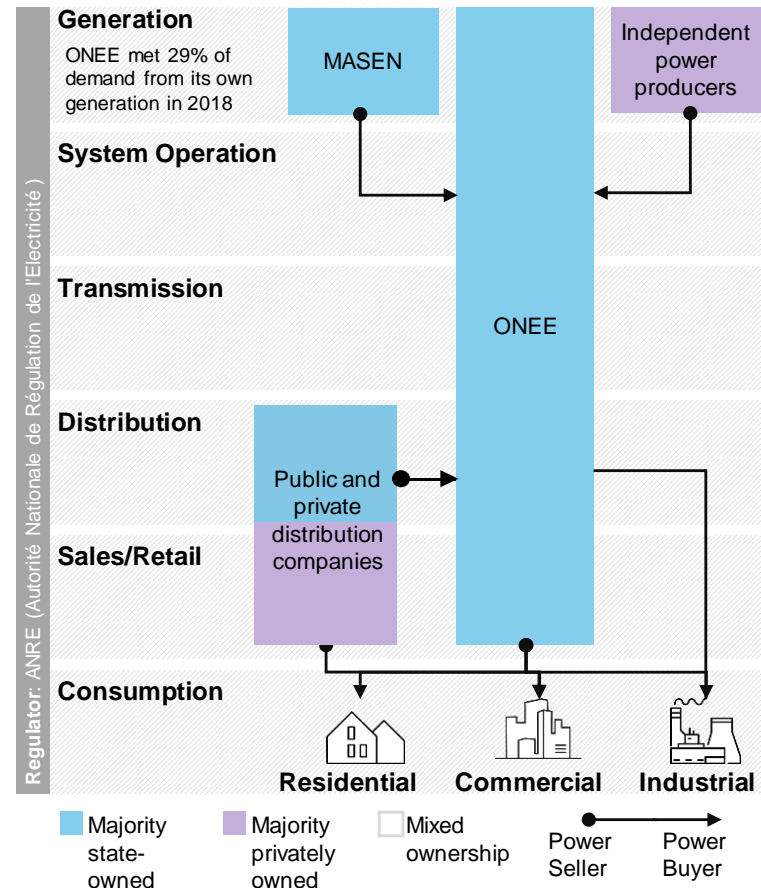 Generation
ONEE met 29% of
demand from its own
generation in 2018
MASEN
Independent
power
producers
System Operation
Transmission
ONEE
Distribution
Public and
private
distribution
companies
Sales/Retail
Consumption
Residential
Commercial
Industrial
Regulator: ANRE (Autorité Nationale de Régulation de l'Electricité )
Majority
state-
owned
Majority
privately
owned
Mixed
ownership
Power
Seller
Power
Buyer